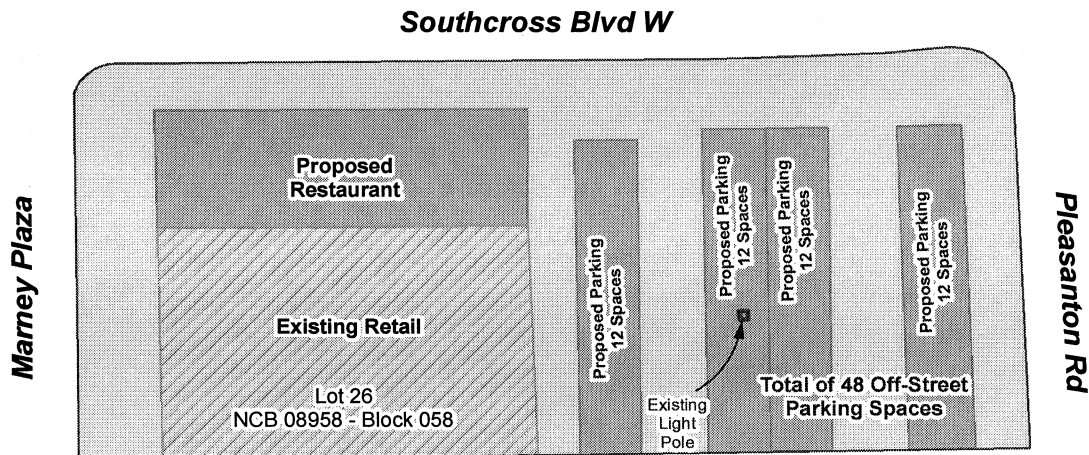 Southcross Blvd W
Marney Plaza
Proposed
Restaurant
Existing Retail
Lot 26
NCB 08958 - Block 058
Proposed Parking
12 Spaces
Proposed Parking
12 Spaces
Proposed Parking
12 Spaces
Proposed Parking
12 Spaces
Existing
Light
Pole
Total of 48 Off-Street
Parking Spaces
Pleasanton Rd